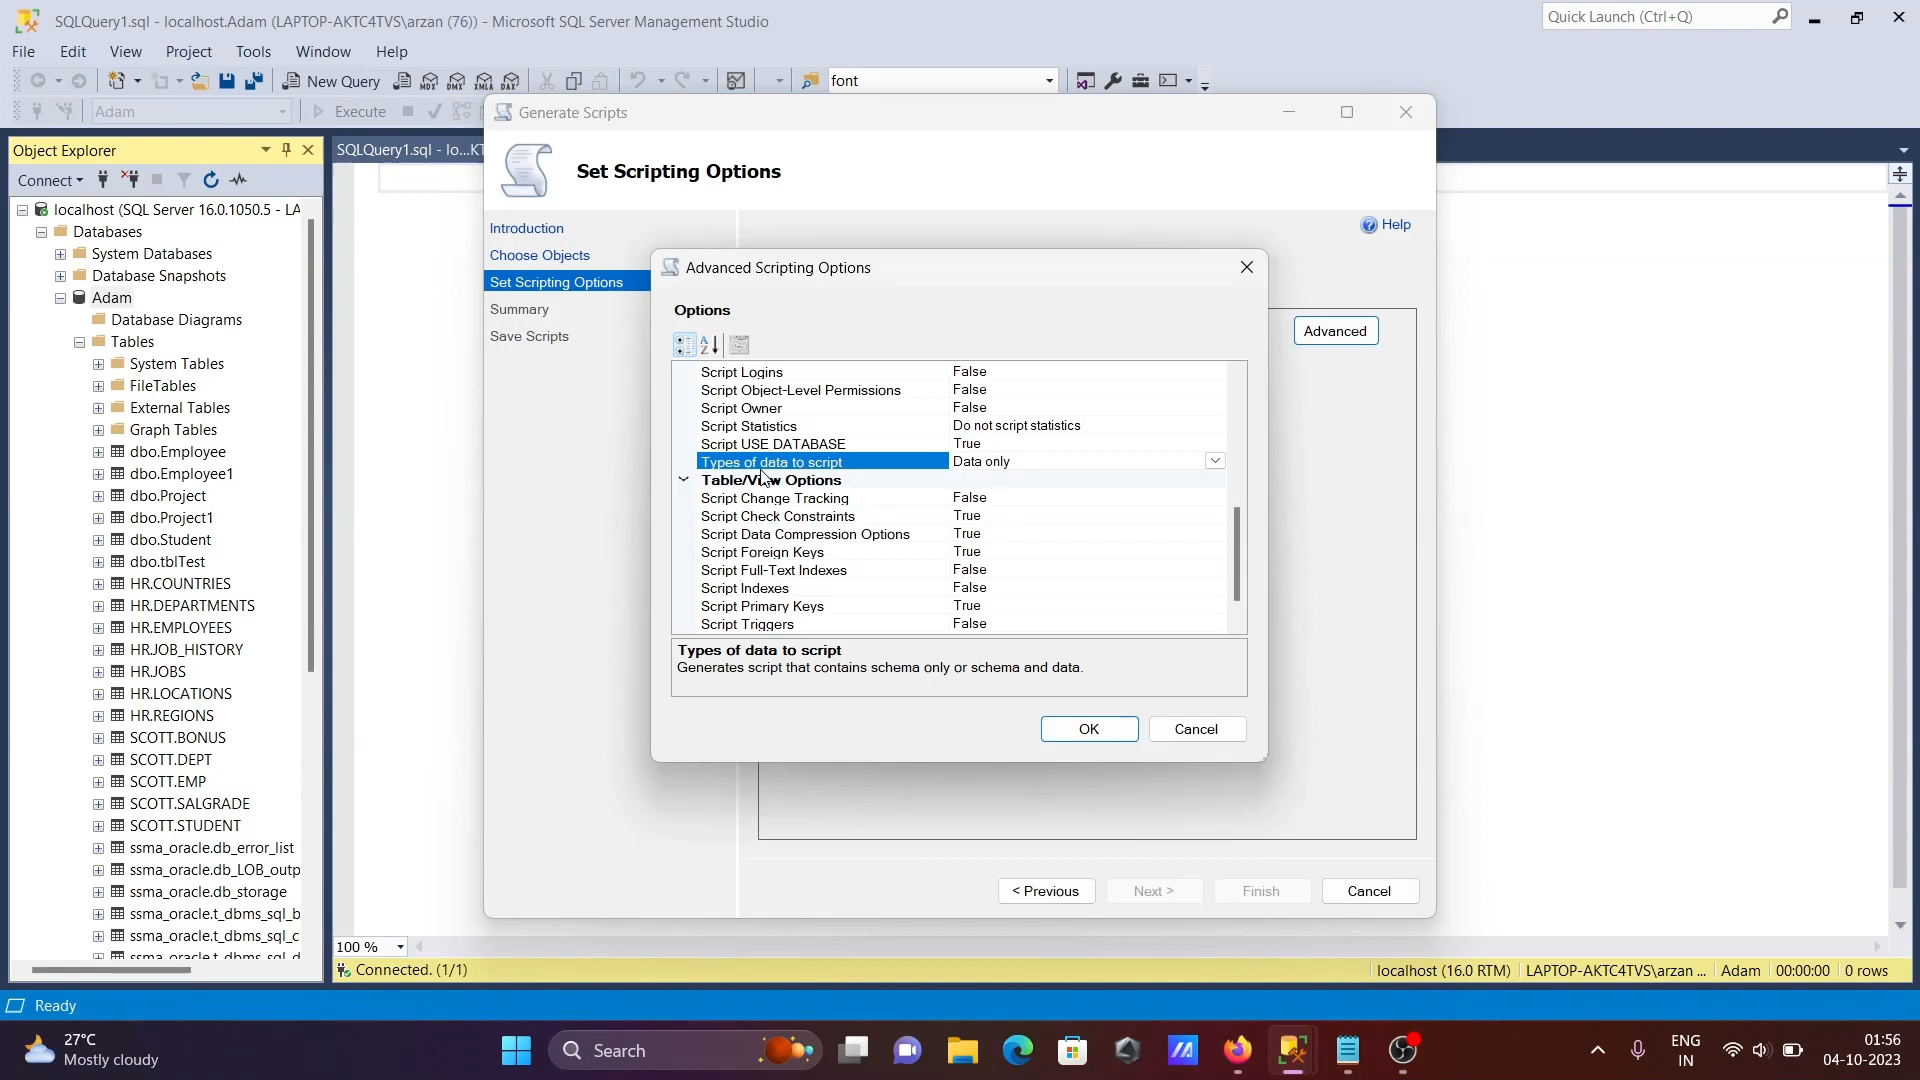 SQLQuery1.sql - localhost.Adam (LAPTOP-AKTC4TVS\arzan (76)) - Microsoft SQL Server Management Studio
Quick Launch (Ctrl+Q)
File Edit View Project Tools Window Help
New Query MDX DMX XMLA DAX font
Adam Execute
Object Explorer
SQLQuery1.sql - lo...KT
Connect
localhost (SQL Server 16.0.1050.5 - LA
Databases
System Databases
Database Snapshots
Adam
Database Diagrams
Tables
System Tables
FileTables
External Tables
Graph Tables
dbo.Employee
dbo.Employee1
dbo.Project
dbo.Project1
dbo.Student
dbo.tblTest
HR.COUNTRIES
HR.DEPARTMENTS
HR.EMPLOYEES
HR.JOB_HISTORY
HR.JOBS
HR.LOCATIONS
HR.REGIONS
SCOTT.BONUS
SCOTT.DEPT
SCOTT.EMP
SCOTT.SALGRADE
SCOTT.STUDENT
ssma_oracle.db_error_list
ssma_oracle.db_LOB_outp
ssma_oracle.db_storage
ssma_oracle.t_dbms_sql_b
ssma_oracle.t_dbms_sql_c
ssma_oracle.t_dbms_sql_d
Generate Scripts
Set Scripting Options
Introduction
Choose Objects
Set Scripting Options
Summary
Save Scripts
Help
Advanced
Advanced Scripting Options
Options
Script Logins False
Script Object-Level Permissions False
Script Owner False
Script Statistics Do not script statistics
Script USE DATABASE True
Types of data to script Data only
Table/View Options
Script Change Tracking False
Script Check Constraints True
Script Data Compression Options True
Script Foreign Keys True
Script Full-Text Indexes False
Script Indexes False
Script Primary Keys True
Script Triggers False
Types of data to script
Generates script that contains schema only or schema and data.
OK Cancel
< Previous Next > Finish Cancel
100 %
Connected. (1/1) localhost (16.0 RTM) LAPTOP-AKTC4TVS\arzan ... Adam 00:00:00 0 rows
Ready
27°C
Mostly cloudy
Search
ENG
IN
01:56
04-10-2023